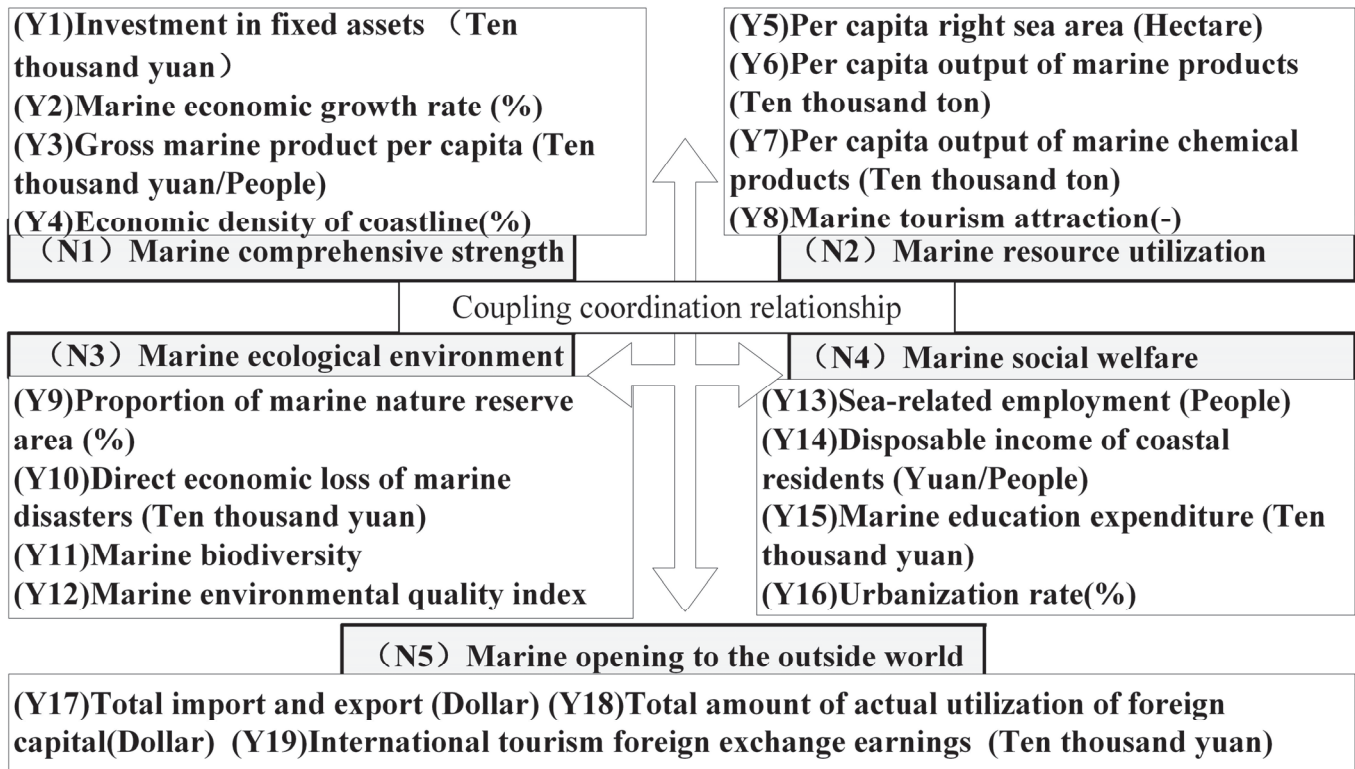 (Y1)Investment in fixed assets （Ten
thousand yuan）
(Y2)Marine economic growth rate (%)
(Y3)Gross marine product per capita (Ten
thousand yuan/People)
(Y4)Economic density of coastline(%)
（N1）Marine comprehensive strength
(Y5)Per capita right sea area (Hectare)
(Y6)Per capita output of marine products
(Ten thousand ton)
(Y7)Per capita output of marine chemical
products (Ten thousand ton)
(Y8)Marine tourism attraction(-)
（N2）Marine resource utilization
Coupling coordination relationship
（N3）Marine ecological environment
(Y9)Proportion of marine nature reserve
area (%)
(Y10)Direct economic loss of marine
disasters (Ten thousand yuan)
(Y11)Marine biodiversity
(Y12)Marine environmental quality index
（N4）Marine social welfare
(Y13)Sea-related employment (People)
(Y14)Disposable income of coastal
residents (Yuan/People)
(Y15)Marine education expenditure (Ten
thousand yuan)
(Y16)Urbanization rate(%)
（N5）Marine opening to the outside world
(Y17)Total import and export (Dollar) (Y18)Total amount of actual utilization of foreign
capital(Dollar) (Y19)International tourism foreign exchange earnings (Ten thousand yuan)